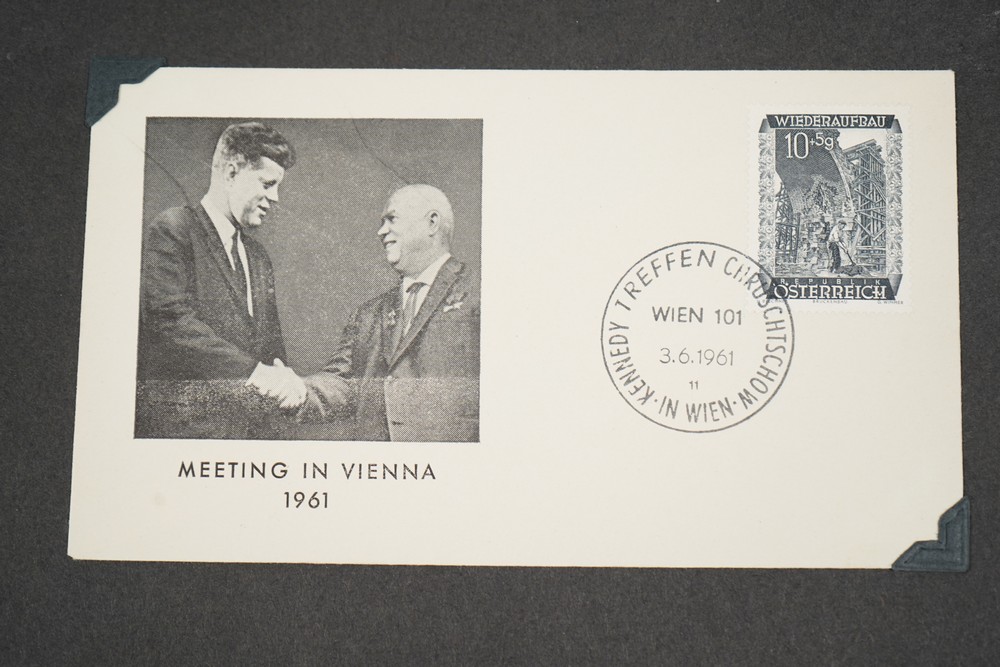 MEETING IN VIENNA
1961
WIEDERAUFBAU
10+5g
REPUBLIK
ÖSTERREICH
BRÜCKENBAU
TREFFEN CHRUSCHTSCHOW
KENNEDY
· IN WIEN ·
WIEN 101
3.6.1961
11